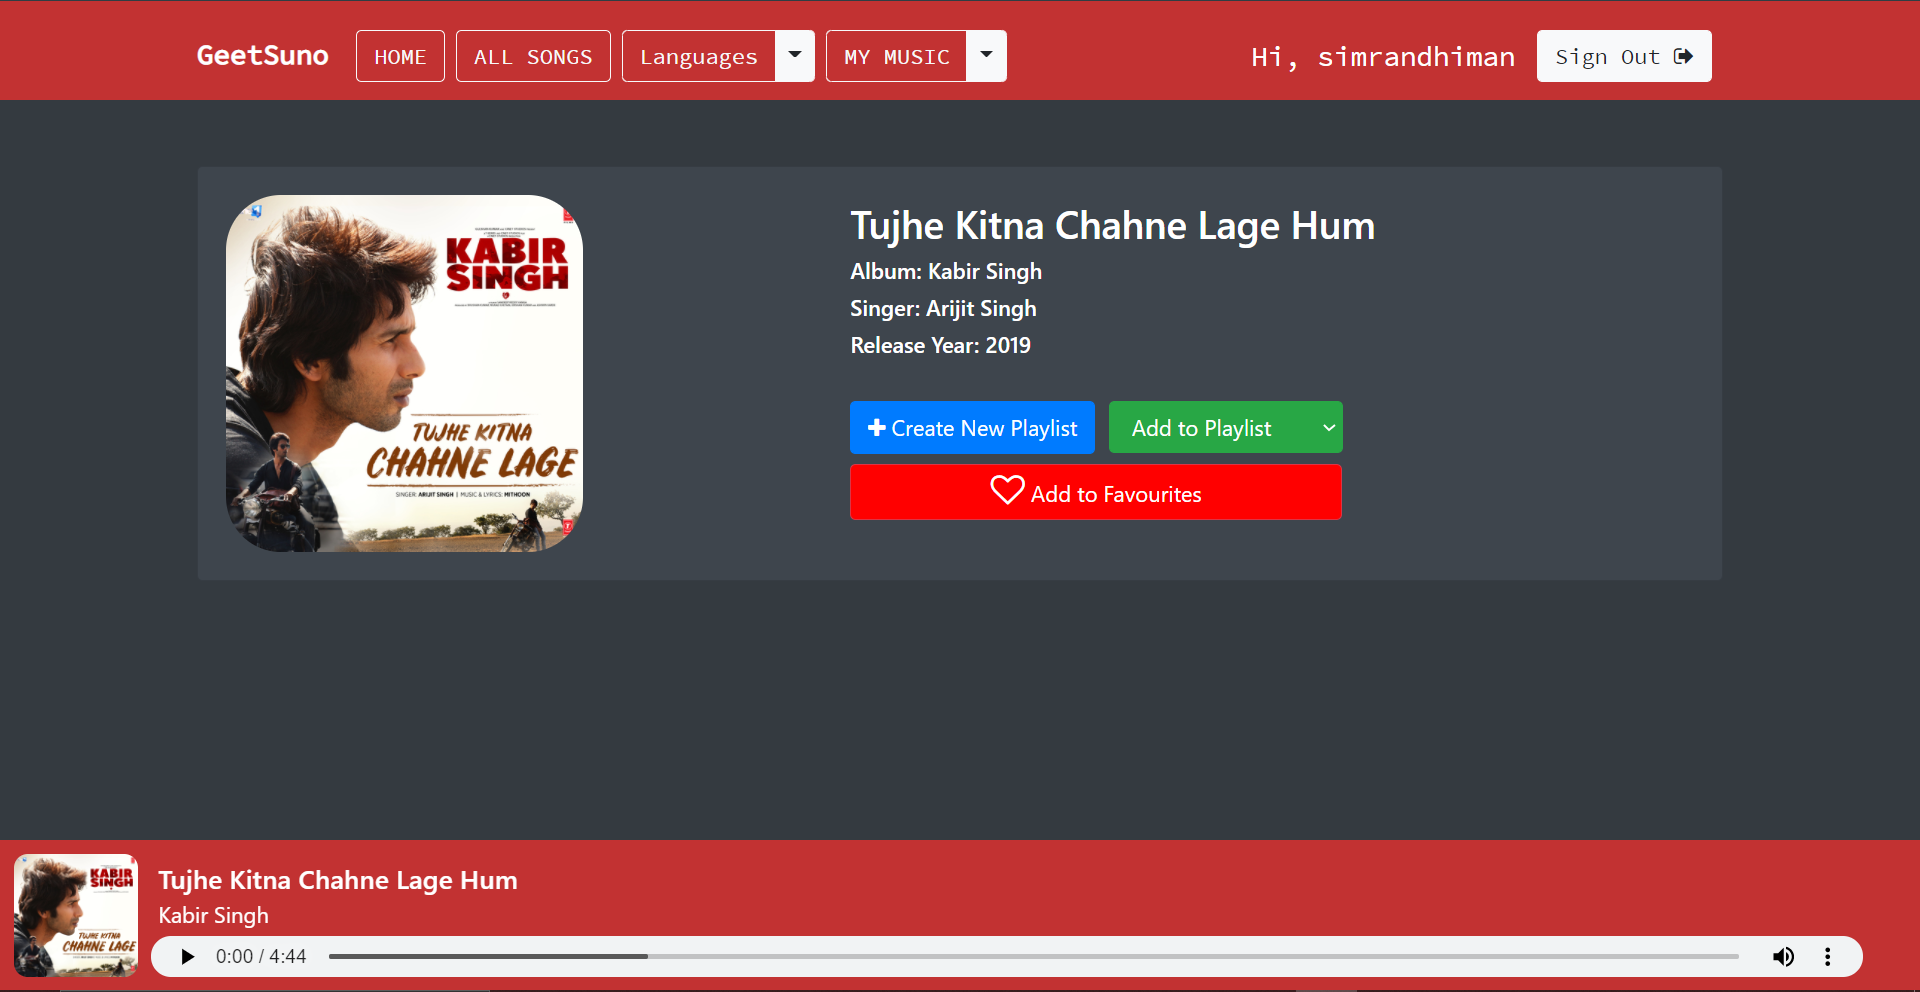 GeetSuno HOME ALL SONGS Languages MY MUSIC Hi, simrandhiman Sign Out
KABIR
SINGH
TUJHE KITNA
CHAHNE LAGE
SINGER: ARIJIT SINGH | MUSIC & LYRICS: MITHOON
Tujhe Kitna Chahne Lage Hum
Album: Kabir Singh
Singer: Arijit Singh
Release Year: 2019
Create New Playlist Add to Playlist
Add to Favourites
KABIR
SINGH
TUJHE KITNA
CHAHNE LAGE
Tujhe Kitna Chahne Lage Hum
Kabir Singh
0:00 / 4:44